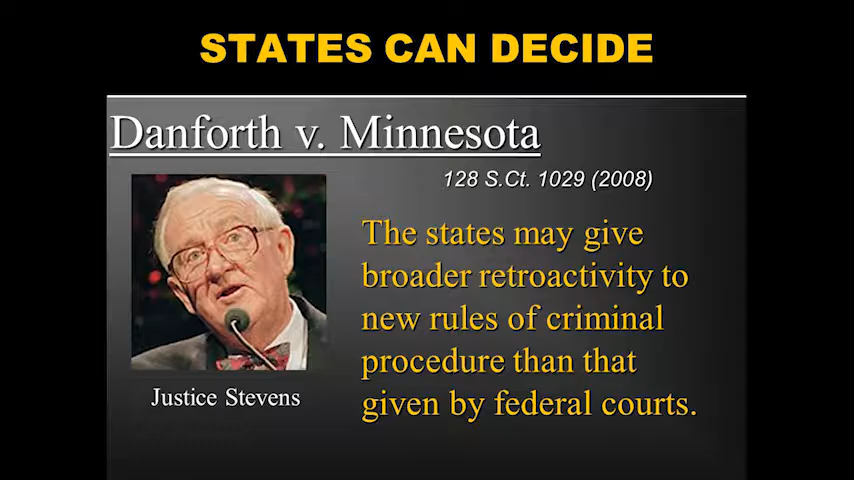 STATES CAN DECIDE
Danforth v. Minnesota
128 S.Ct. 1029 (2008)
The states may give
broader retroactivity to
new rules of criminal
procedure than that
given by federal courts.
Justice Stevens